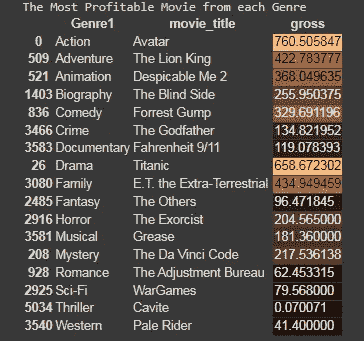 The Most Profitable Movie from each Genre
Genre1 movie_title gross
0 Action Avatar 760.505847
509 Adventure The Lion King 422.783777
521 Animation Despicable Me 2 368.049635
1403 Biography The Blind Side 255.950375
836 Comedy Forrest Gump 329.691196
3466 Crime The Godfather 134.821952
3583 Documentary Fahrenheit 9/11 119.078393
26 Drama Titanic 658.672302
3080 Family E.T. the Extra-Terrestrial 434.949459
2485 Fantasy The Others 96.471845
2916 Horror The Exorcist 204.565000
3581 Musical Grease 181.360000
208 Mystery The Da Vinci Code 217.536138
928 Romance The Adjustment Bureau 62.453315
2925 Sci-Fi WarGames 79.568000
5034 Thriller Cavite 0.070071
3540 Western Pale Rider 41.400000